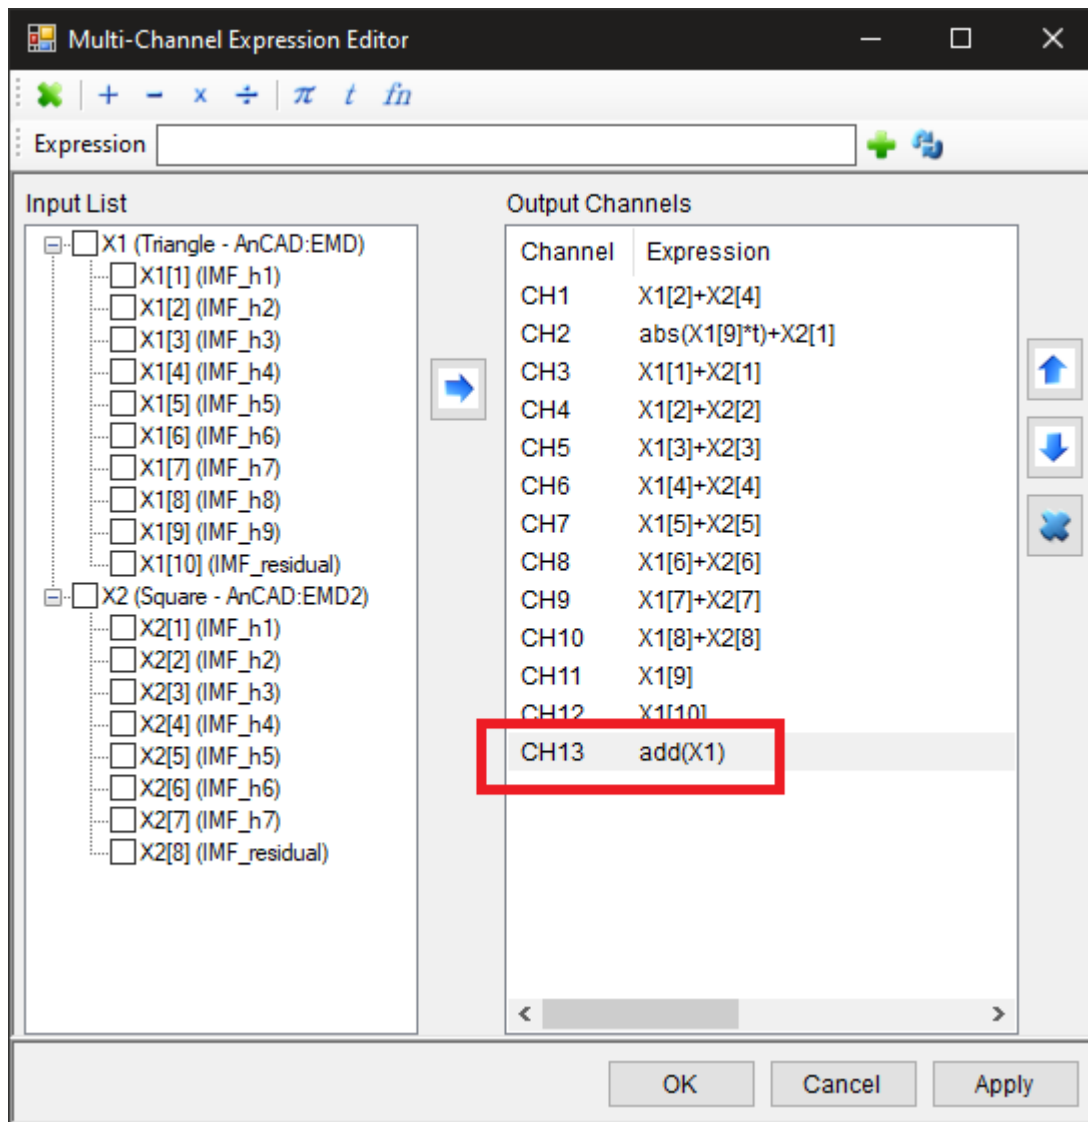 Multi-Channel Expression Editor
+ - x ÷ π t fn
Expression
Input List
X1 (Triangle - AnCAD:EMD)
X1[1] (IMF_h1)
X1[2] (IMF_h2)
X1[3] (IMF_h3)
X1[4] (IMF_h4)
X1[5] (IMF_h5)
X1[6] (IMF_h6)
X1[7] (IMF_h7)
X1[8] (IMF_h8)
X1[9] (IMF_h9)
X1[10] (IMF_residual)
X2 (Square - AnCAD:EMD2)
X2[1] (IMF_h1)
X2[2] (IMF_h2)
X2[3] (IMF_h3)
X2[4] (IMF_h4)
X2[5] (IMF_h5)
X2[6] (IMF_h6)
X2[7] (IMF_h7)
X2[8] (IMF_residual)
Output Channels
Channel Expression
CH1 X1[2]+X2[4]
CH2 abs(X1[9]*t)+X2[1]
CH3 X1[1]+X2[1]
CH4 X1[2]+X2[2]
CH5 X1[3]+X2[3]
CH6 X1[4]+X2[4]
CH7 X1[5]+X2[5]
CH8 X1[6]+X2[6]
CH9 X1[7]+X2[7]
CH10 X1[8]+X2[8]
CH11 X1[9]
CH12 X1[10]
CH13 add(X1)
OK Cancel Apply